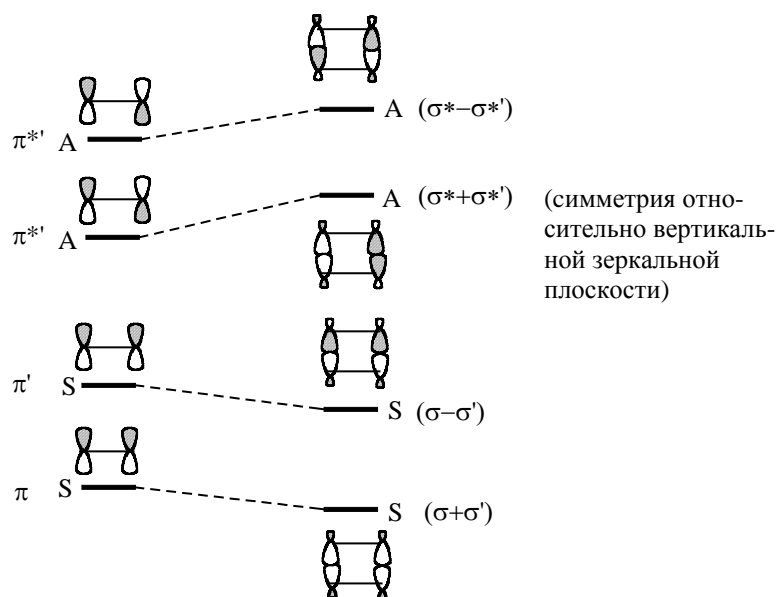 A (σ*−σ*')
π*' A
A (σ*+σ*')
π*' A
(симметрия отно-
сительно вертикаль-
ной зеркальной
плоскости)
π' S
S (σ−σ')
π S
S (σ+σ')